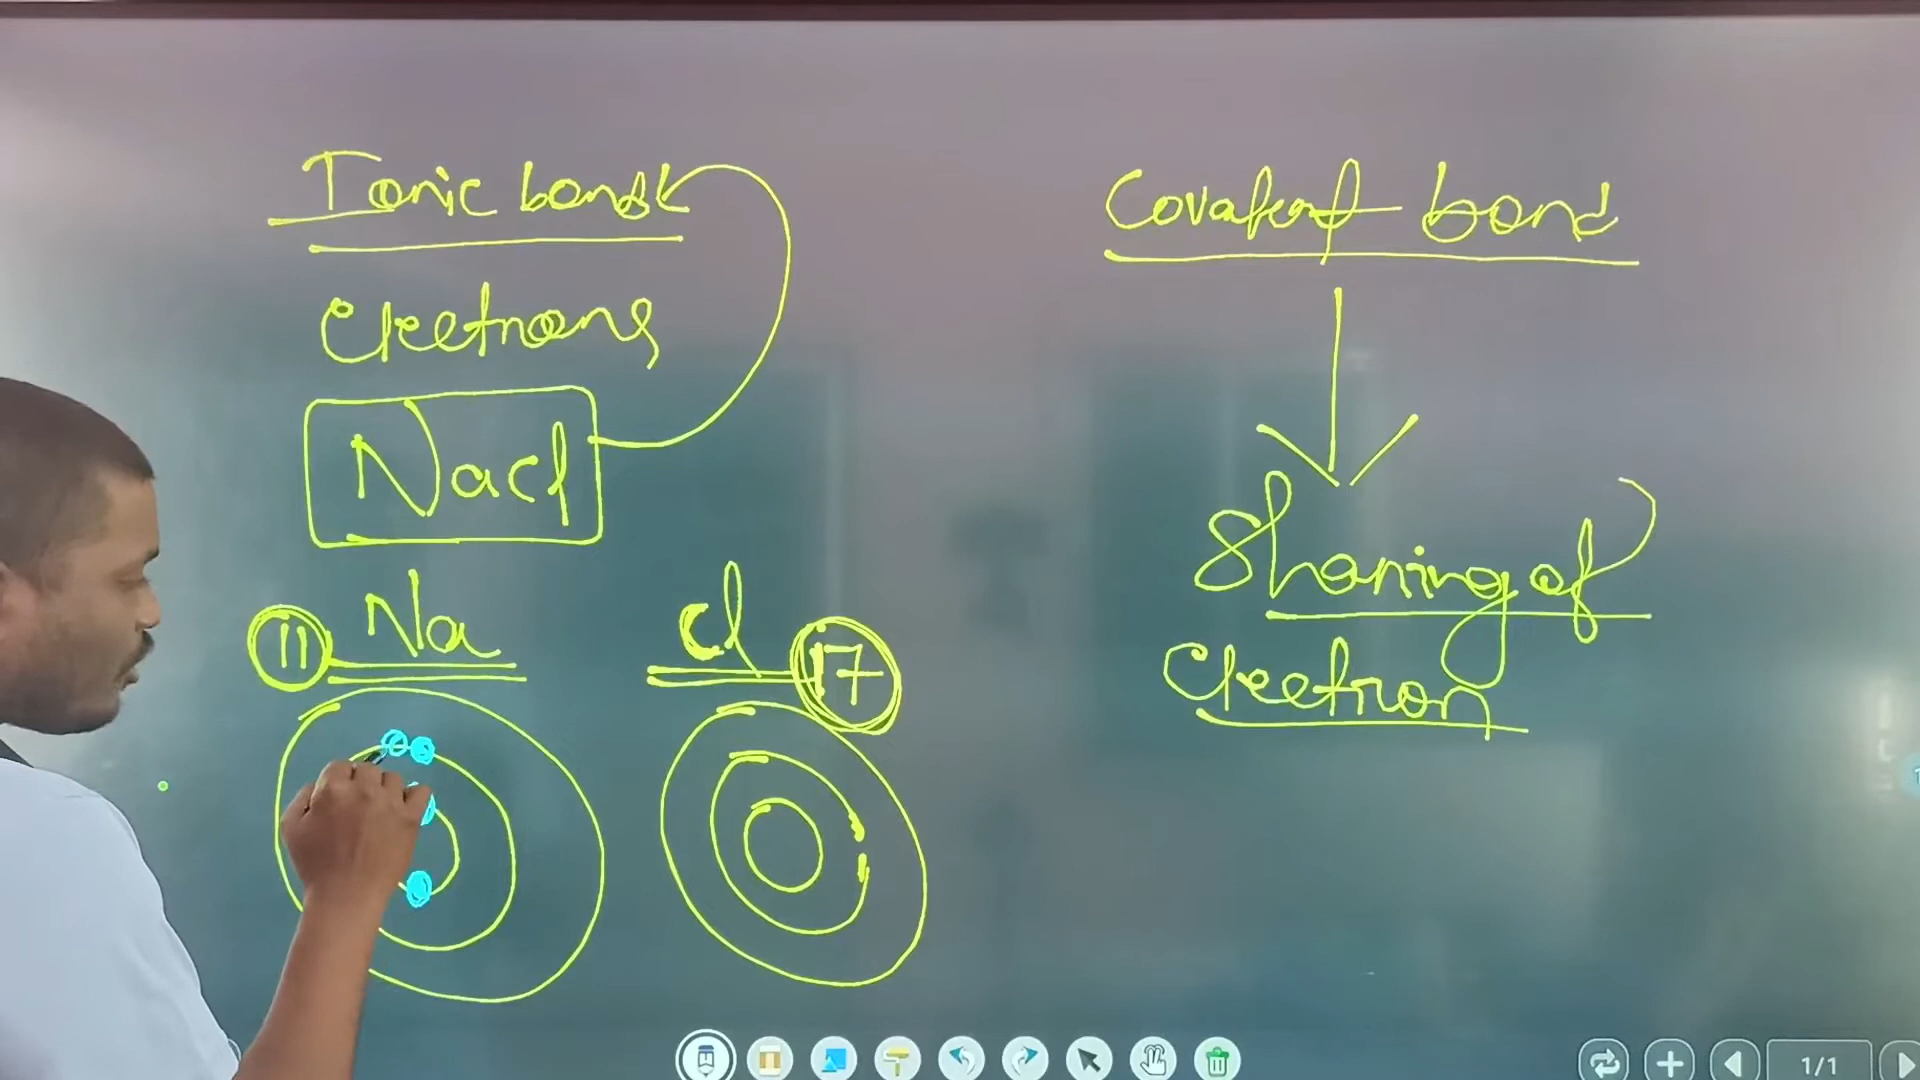 Ionic bond
electrons
Nacl
11 Na
cl 17
Covalent bond
Sharing of
electron
1/1